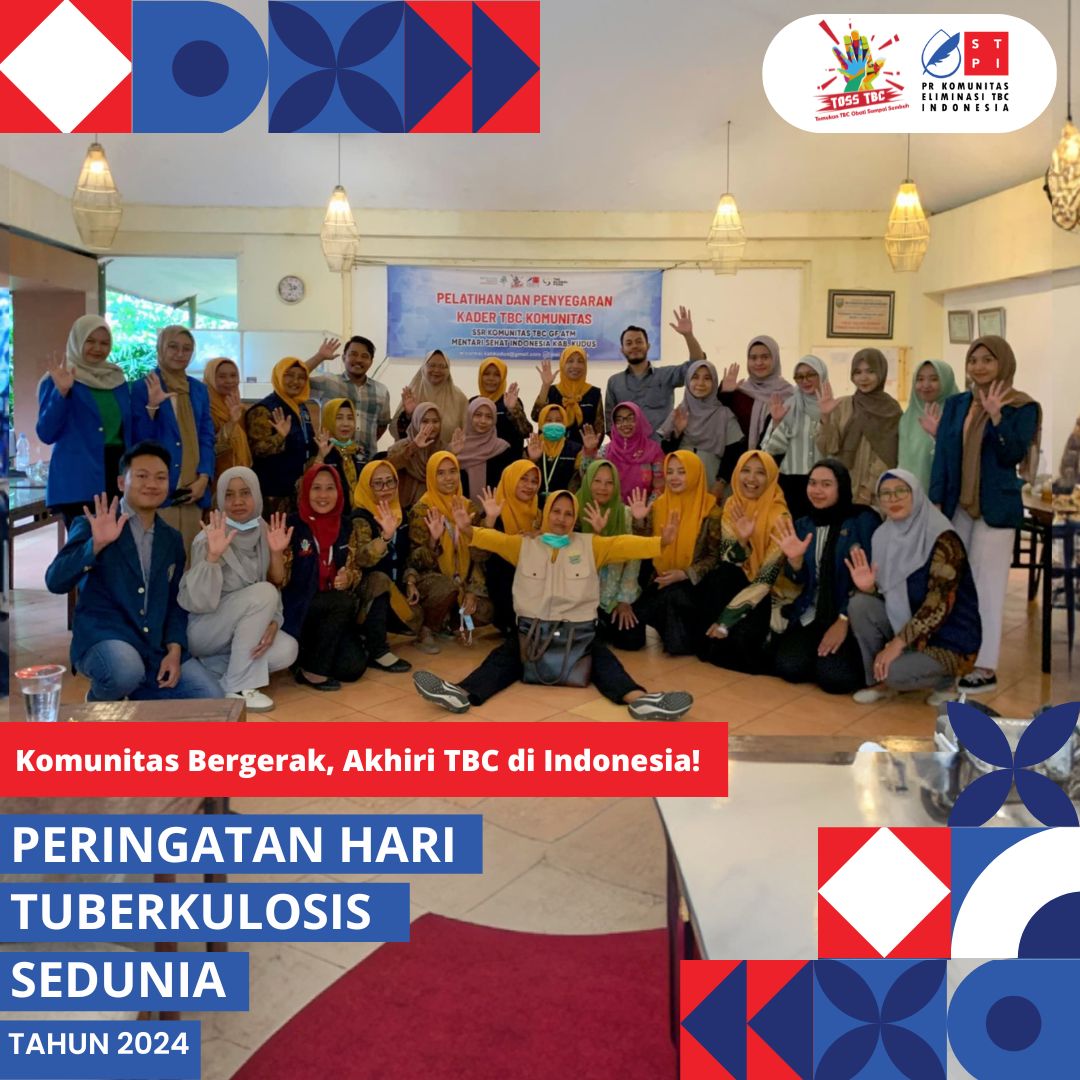 TOSS TBC
Temukan TBC Obati Sampai Sembuh
S T
P I
PR KOMUNITAS
ELIMINASI TBC
INDONESIA
PELATIHAN DAN PENYEGARAN
KADER TBC KOMUNITAS
SSR KOMUNITAS TBC GF ATM
MENTARI SEHAT INDONESIA KAB. KUDUS
Komunitas Bergerak, Akhiri TBC di Indonesia!
PERINGATAN HARI
TUBERKULOSIS
SEDUNIA
TAHUN 2024